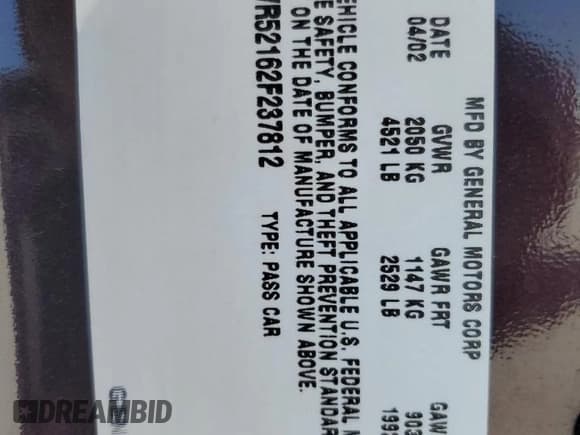 MFD BY GENERAL MOTORS CORP
DATE GVWR GAWR FRT GAW
04/02 2050 KG 1147 KG 903
4521 LB 2529 LB 199
EHICLE CONFORMS TO ALL APPLICABLE U.S. FEDERAL M
E SAFETY, BUMPER, AND THEFT PREVENTION STANDAR
ON THE DATE OF MANUFACTURE SHOWN ABOVE.
R52162F237812 TYPE: PASS CAR
DREAMBID